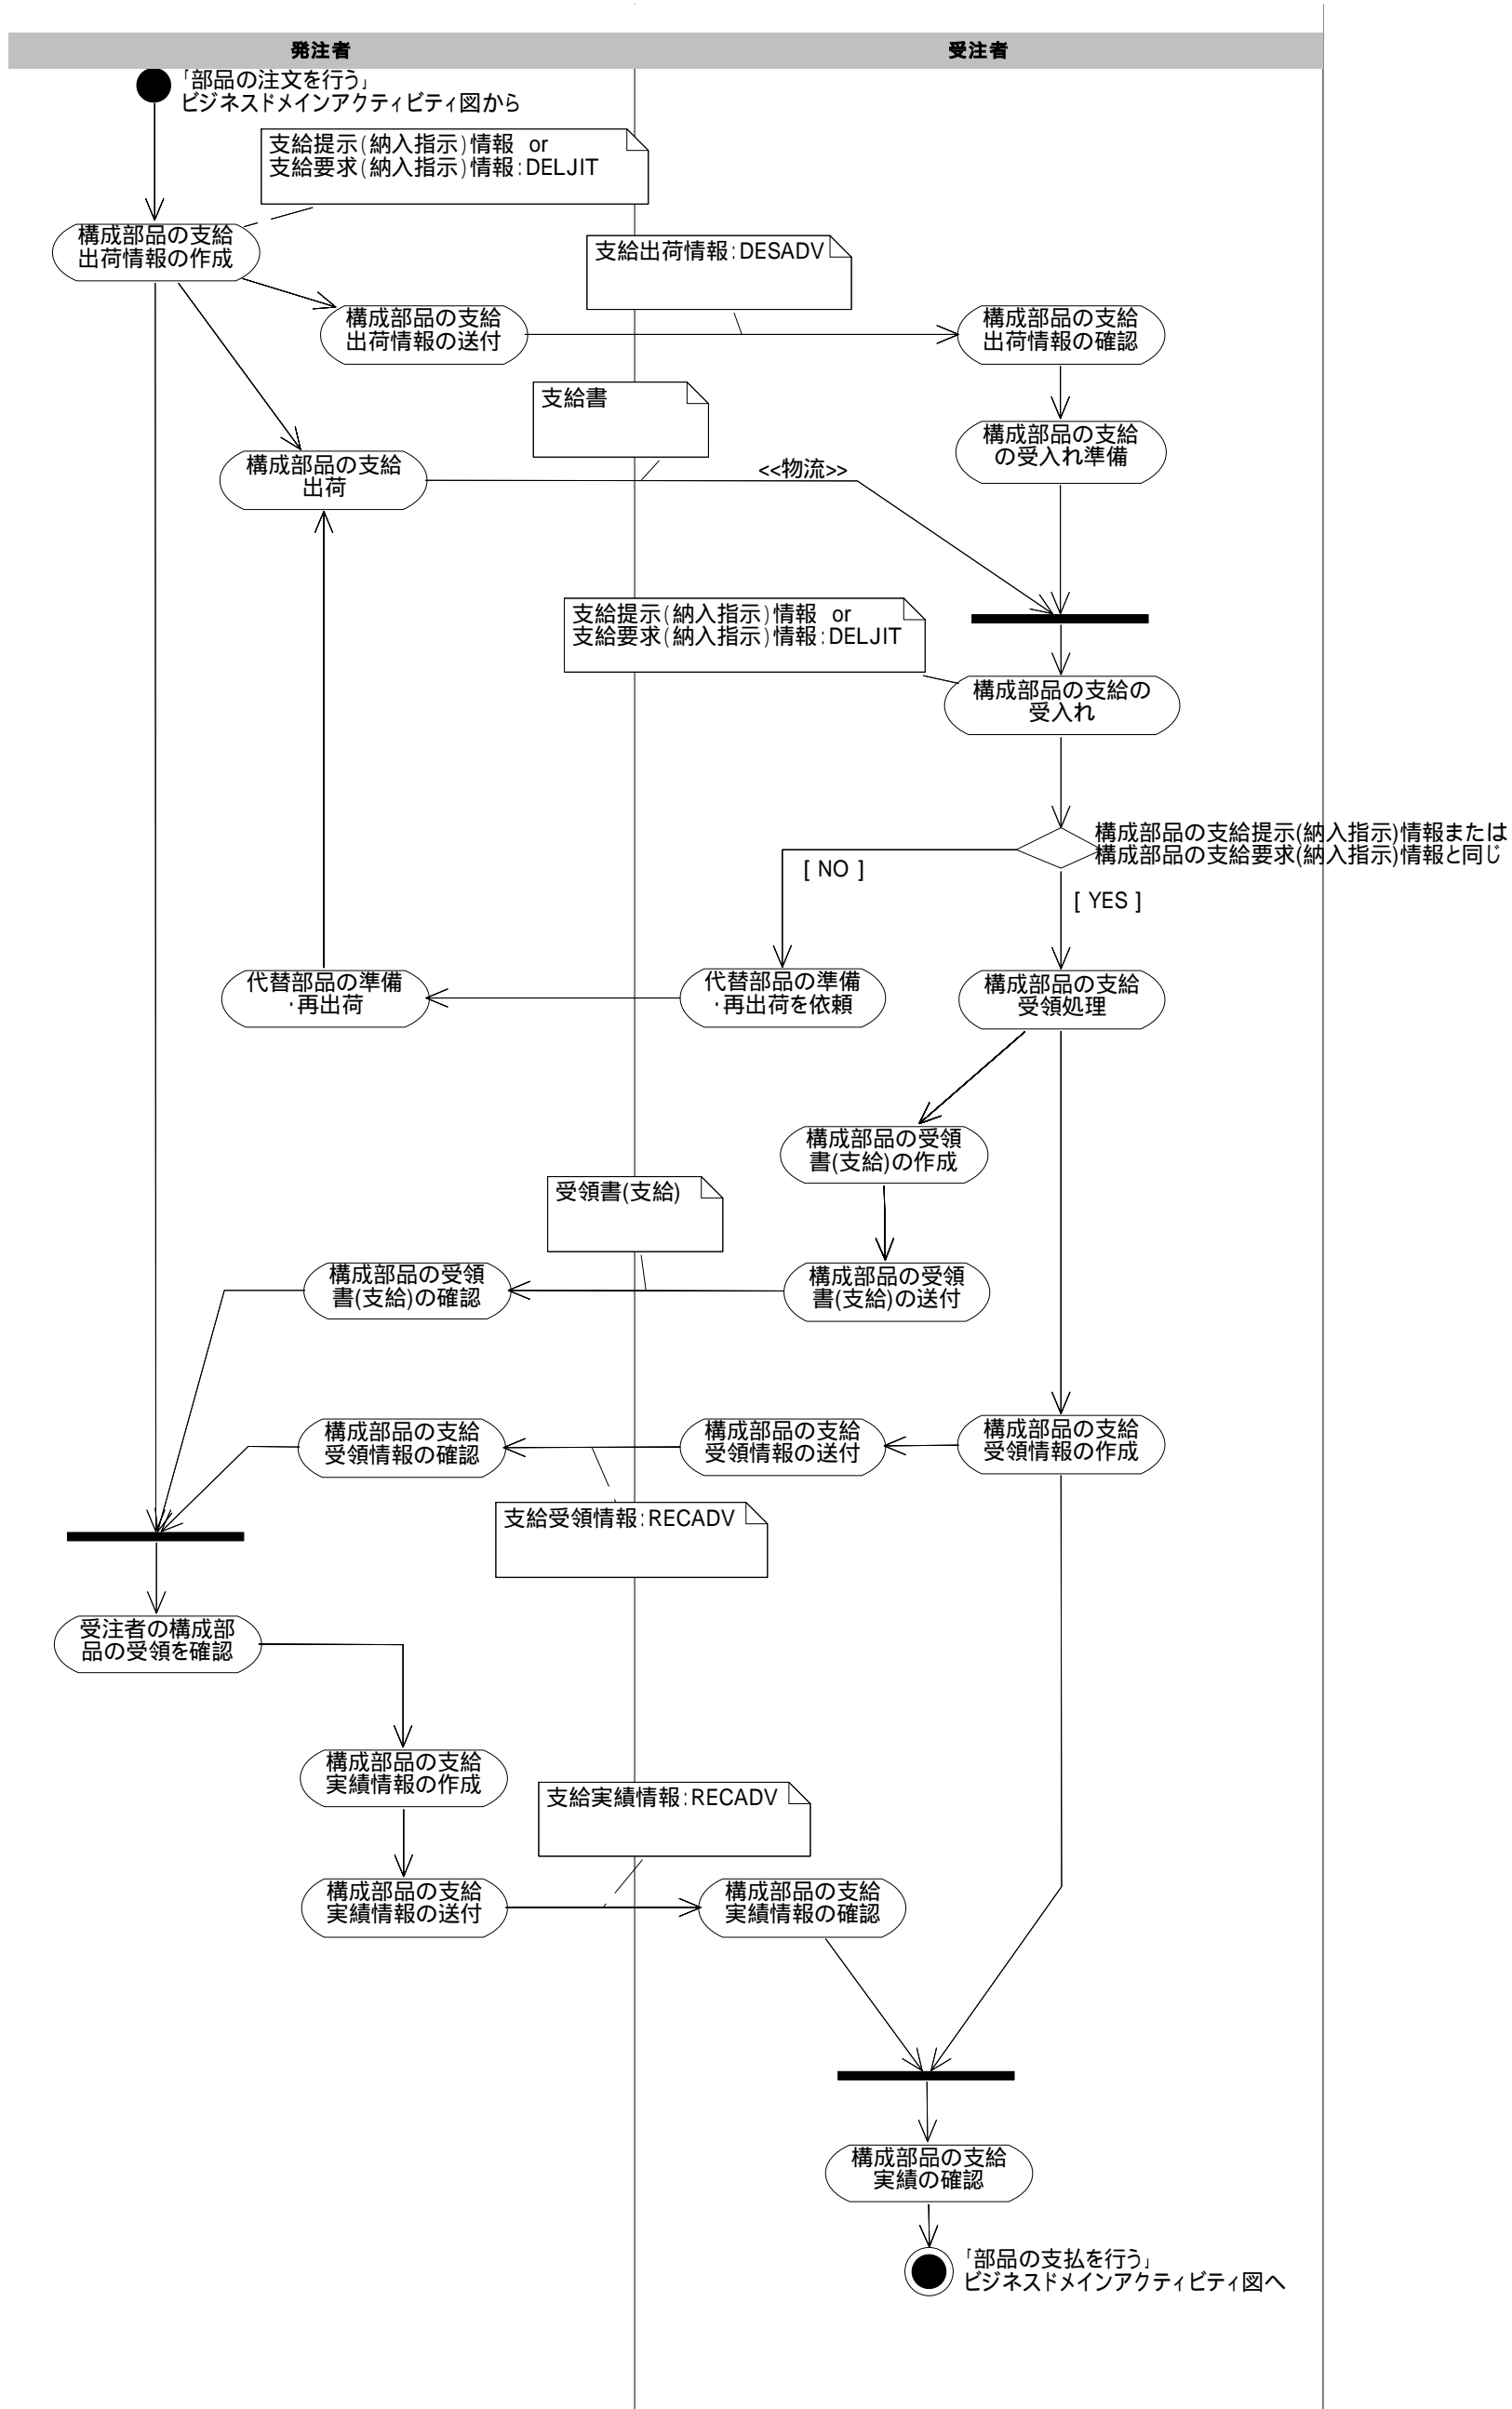 発注者
受注者
「部品の注文を行う」
ビジネスドメインアクティビティ図から
支給提示(納入指示)情報 or
支給要求(納入指示)情報:DELJIT
構成部品の支給
出荷情報の作成
支給出荷情報:DESADV
構成部品の支給
出荷情報の送付
構成部品の支給
出荷情報の確認
支給書
構成部品の支給
の受入れ準備
構成部品の支給
出荷
<<物流>>
支給提示(納入指示)情報 or
支給要求(納入指示)情報:DELJIT
構成部品の支給の
受入れ
構成部品の支給提示(納入指示)情報または
構成部品の支給要求(納入指示)情報と同じ
[ NO ]
[ YES ]
代替部品の準備
・再出荷
代替部品の準備
・再出荷を依頼
構成部品の支給
受領処理
構成部品の受領
書(支給)の作成
受領書(支給)
構成部品の受領
書(支給)の確認
構成部品の受領
書(支給)の送付
構成部品の支給
受領情報の確認
構成部品の支給
受領情報の送付
構成部品の支給
受領情報の作成
支給受領情報:RECADV
受注者の構成部
品の受領を確認
構成部品の支給
実績情報の作成
支給実績情報:RECADV
構成部品の支給
実績情報の送付
構成部品の支給
実績情報の確認
構成部品の支給
実績の確認
「部品の支払を行う」
ビジネスドメインアクティビティ図へ